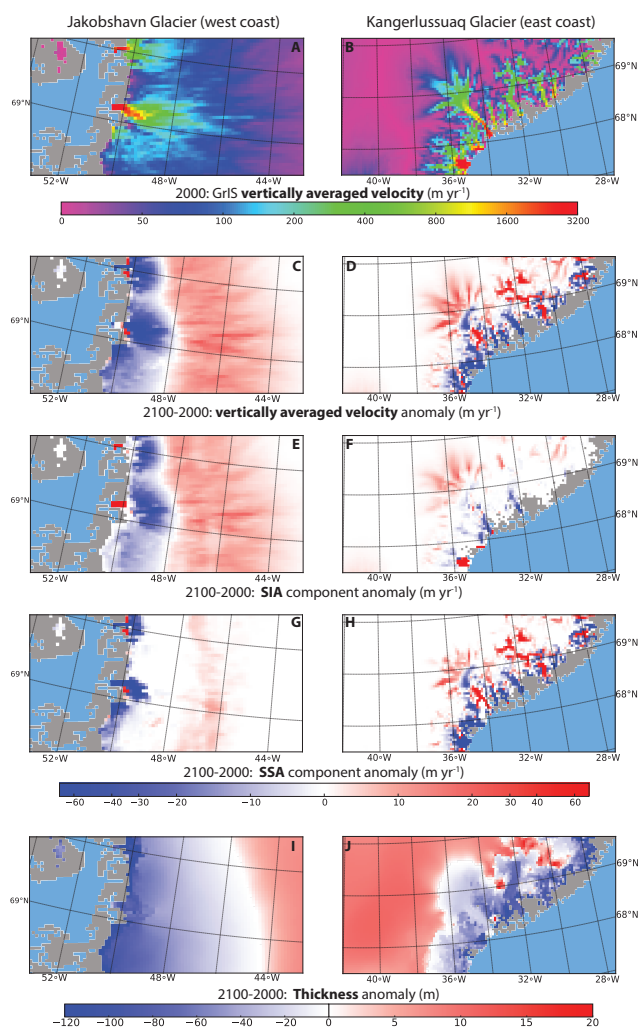 Jakobshavn Glacier (west coast) Kangerlussuaq Glacier (east coast)
A B
69°N 69°N
68°N
52°W 48°W 44°W 40°W 36°W 32°W 28°W
2000: GrIS vertically averaged velocity (m yr-1)
0 50 100 200 400 800 1600 3200
C D
69°N 69°N
68°N
52°W 48°W 44°W 40°W 36°W 32°W 28°W
2100-2000: vertically averaged velocity anomaly (m yr-1)
E F
69°N 69°N
68°N
52°W 48°W 44°W 40°W 36°W 32°W 28°W
2100-2000: SIA component anomaly (m yr-1)
G H
69°N 69°N
68°N
52°W 48°W 44°W 40°W 36°W 32°W 28°W
2100-2000: SSA component anomaly (m yr-1)
−60 −40 −30 −20 −10 0 10 20 30 40 60
I J
69°N 69°N
68°N
52°W 48°W 44°W 40°W 36°W 32°W 28°W
2100-2000: Thickness anomaly (m)
−120 −100 −80 −60 −40 −20 0 5 10 15 20